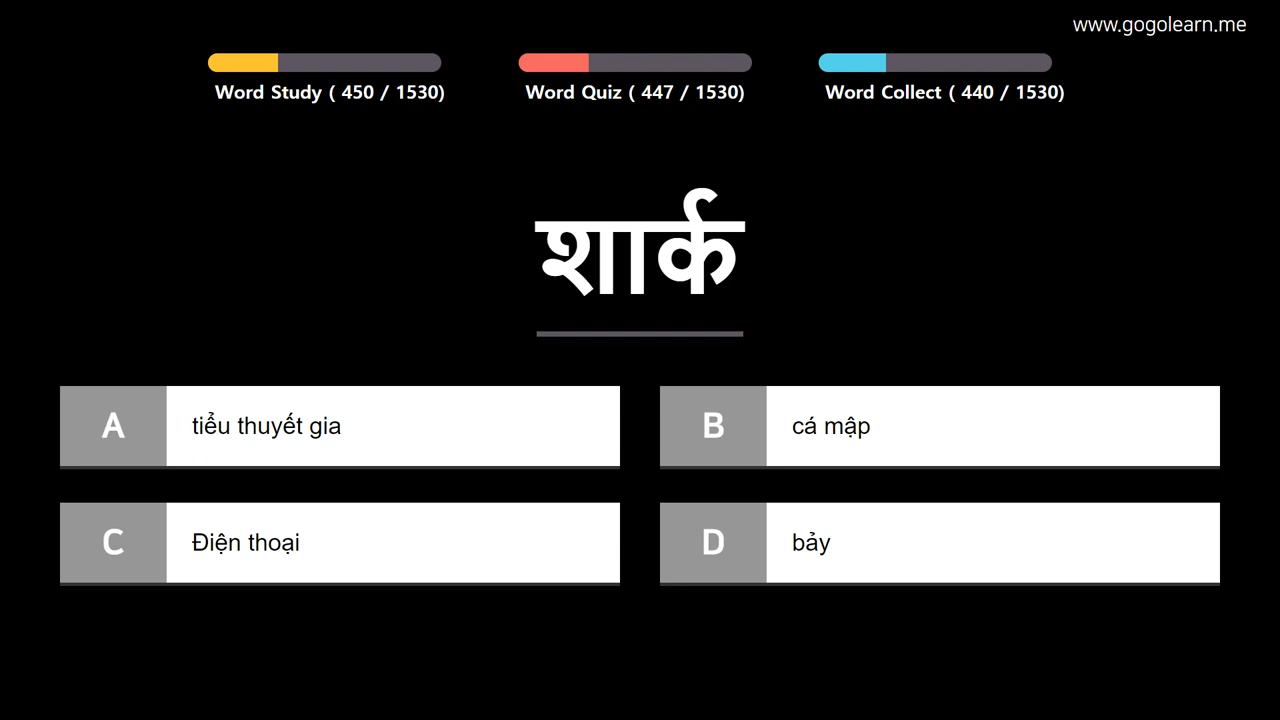 www.gogolearn.me
Word Study ( 450 / 1530)
Word Quiz ( 447 / 1530)
Word Collect ( 440 / 1530)
शार्क
A tiểu thuyết gia
B cá mập
C Điện thoại
D bảy